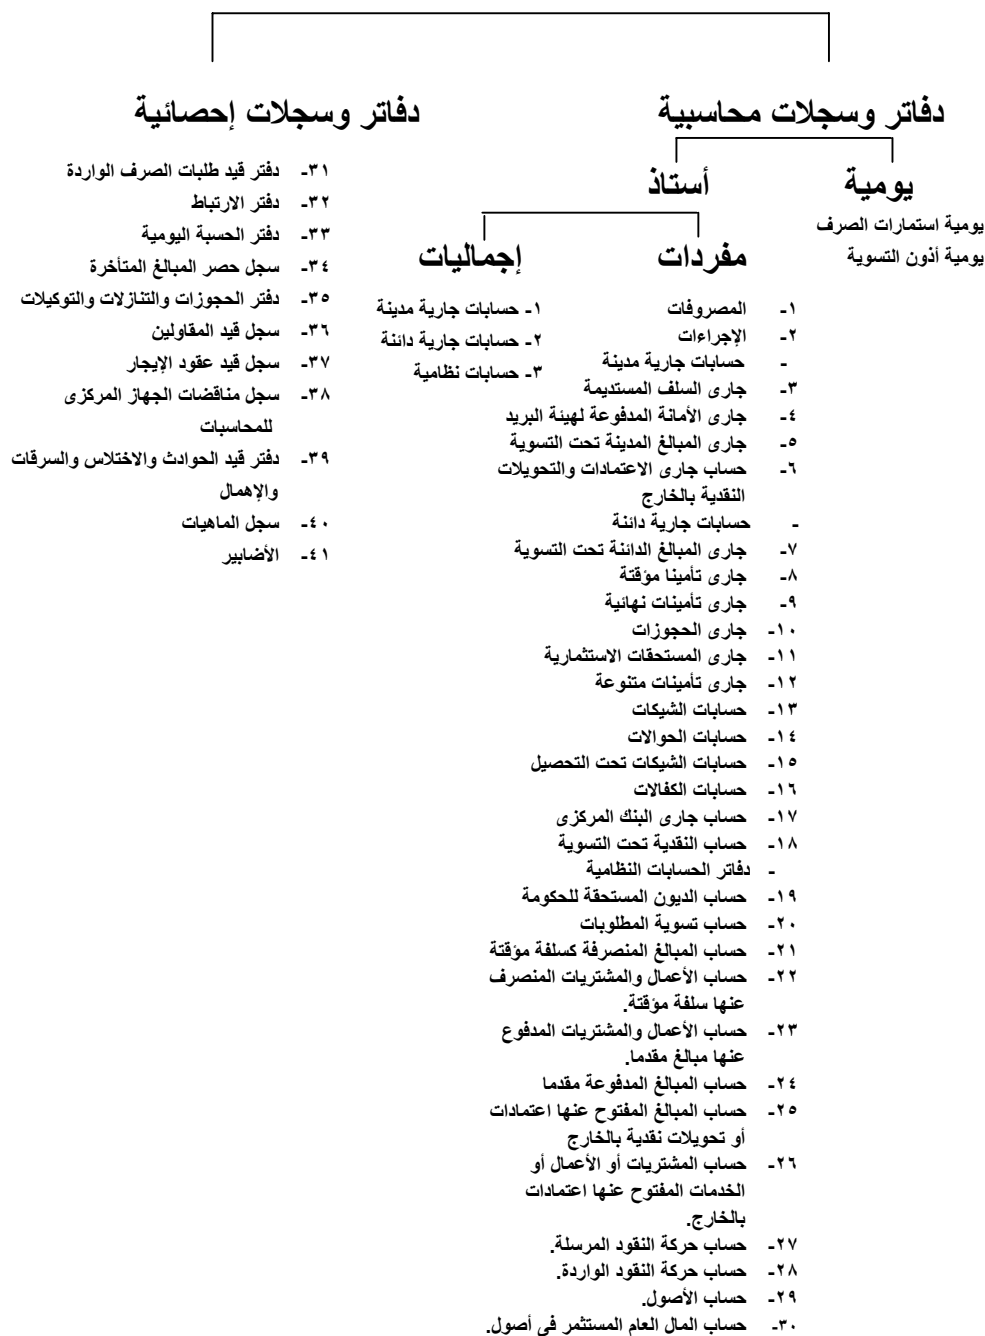 دفاتر وسجلات محاسبية
يومية
يومية استمارات الصرف
يومية أذون التسوية
أستاذ
مفردات
١- المصروفات
٢- الإجراءات
- حسابات جارية مدينة
٣- جارى السلف المستديمة
٤- جارى الأمانة المدفوعة لهيئة البريد
٥- جارى المبالغ المدينة تحت التسوية
٦- حساب جارى الاعتمادات والتحويلات
النقدية بالخارج
- حسابات جارية دائنة
٧- جارى المبالغ الدائنة تحت التسوية
٨- جارى تأمينا مؤقتة
٩- جارى تأمينات نهائية
١٠- جارى الحجوزات
١١- جارى المستحقات الاستثمارية
١٢- جارى تأمينات متنوعة
١٣- حسابات الشيكات
١٤- حسابات الحوالات
١٥- حسابات الشيكات تحت التحصيل
١٦- حسابات الكفالات
١٧- حساب جارى البنك المركزى
١٨- حساب النقدية تحت التسوية
- دفاتر الحسابات النظامية
١٩- حساب الديون المستحقة للحكومة
٢٠- حساب تسوية المطلوبات
٢١- حساب المبالغ المنصرفة كسلفة مؤقتة
٢٢- حساب الأعمال والمشتريات المنصرف
عنها سلفة مؤقتة.
٢٣- حساب الأعمال والمشتريات المدفوع
عنها مبالغ مقدما.
٢٤- حساب المبالغ المدفوعة مقدما
٢٥- حساب المبالغ المفتوح عنها اعتمادات
أو تحويلات نقدية بالخارج
٢٦- حساب المشتريات أو الأعمال أو
الخدمات المفتوح عنها اعتمادات
بالخارج.
٢٧- حساب حركة النقود المرسلة.
٢٨- حساب حركة النقود الواردة.
٢٩- حساب الأصول.
٣٠- حساب المال العام المستثمر فى أصول.
إجماليات
١- حسابات جارية مدينة
٢- حسابات جارية دائنة
٣- حسابات نظامية
دفاتر وسجلات إحصائية
٣١- دفتر قيد طلبات الصرف الواردة
٣٢- دفتر الارتباط
٣٣- دفتر الحسبة اليومية
٣٤- سجل حصر المبالغ المتأخرة
٣٥- دفتر الحجوزات والتنازلات والتوكيلات
٣٦- سجل قيد المقاولين
٣٧- سجل قيد عقود الإيجار
٣٨- سجل مناقضات الجهاز المركزى
للمحاسبات
٣٩- دفتر قيد الحوادث والاختلاس والسرقات
والإهمال
٤٠- سجل الماهيات
٤١- الأضابير